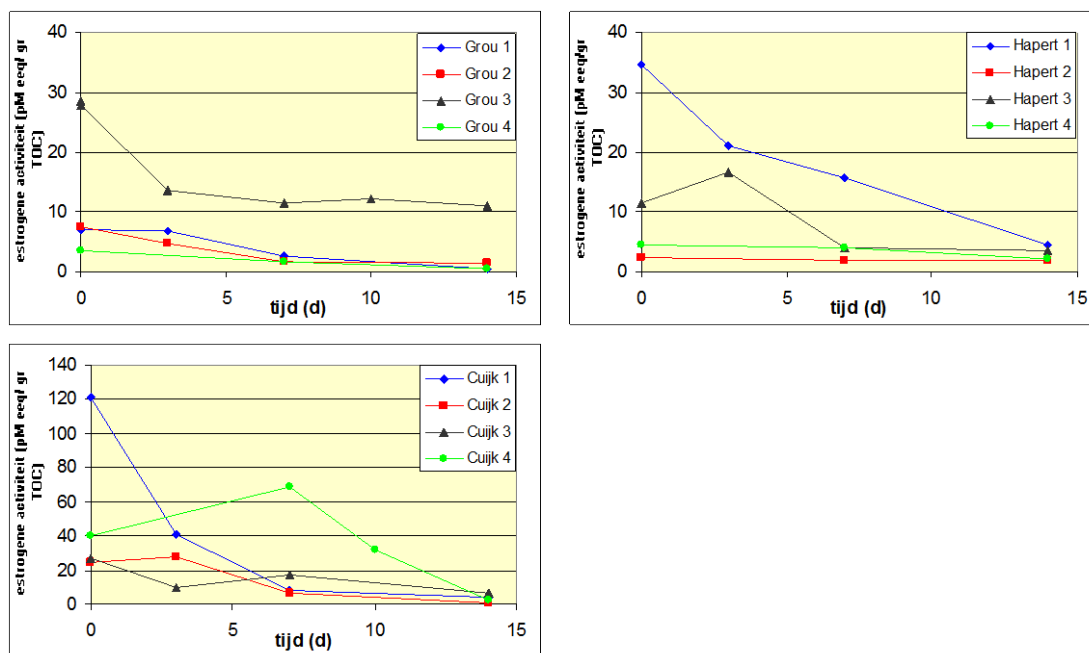 estrogene activiteit (pM eeq/gr
TOC)
40
30
20
10
0
0 5 10 15
tijd (d)
Grou 1
Grou 2
Grou 3
Grou 4
estrogene activiteit (pM eeq/gr
TOC)
40
30
20
10
0
0 5 10 15
tijd (d)
Hapert 1
Hapert 2
Hapert 3
Hapert 4
estrogene activiteit (pM eeq/ gr
TOC)
140
120
100
80
60
40
20
0
0 5 10 15
tijd (d)
Cuijk 1
Cuijk 2
Cuijk 3
Cuijk 4